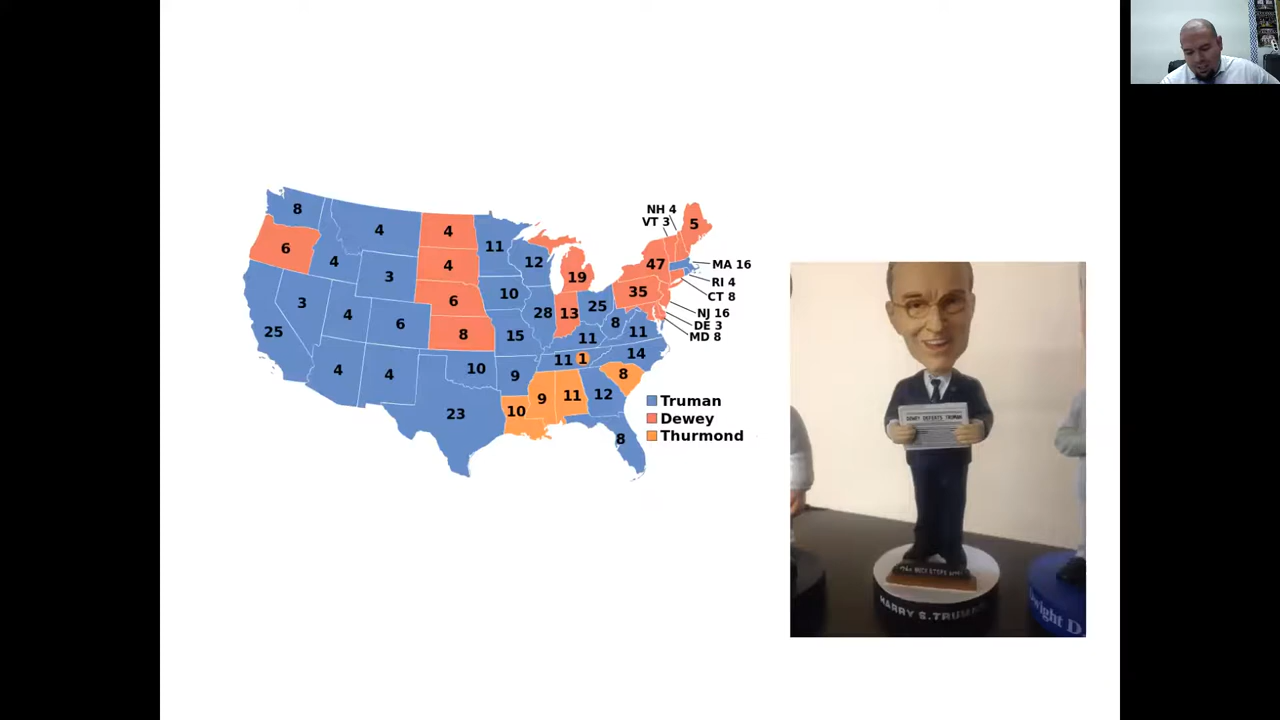 8
4
4
11
12
19
NH 4
VT 3
5
47
MA 16
RI 4
CT 8
NJ 16
DE 3
MD 8
6
4
3
4
10
35
25
3
4
6
6
8
15
28
13
25
8
11
11
4
4
10
9
11
1
14
23
10
9
11
12
8
8
Truman
Dewey
Thurmond
DEWEY DEFEATS TRUMAN
HARRY S. TRUMAN
Dwight D.